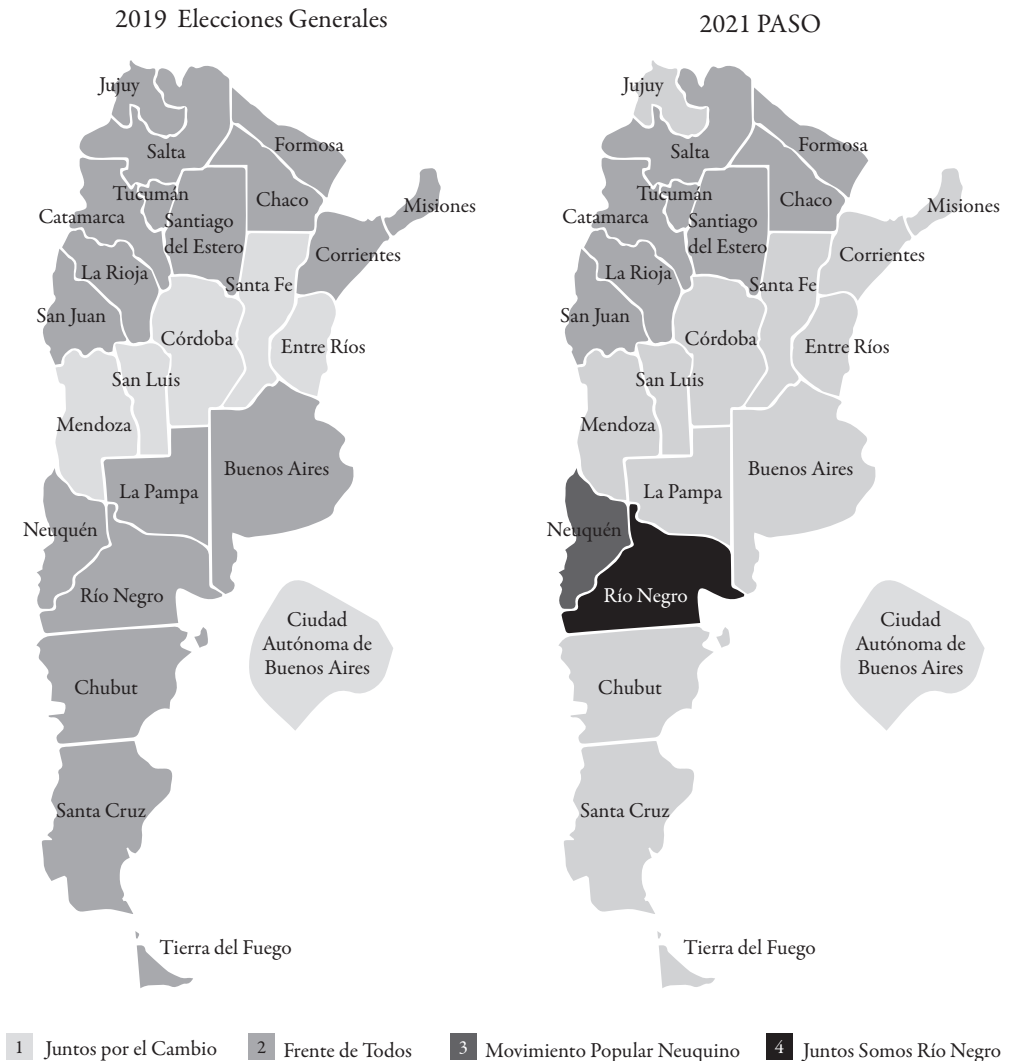 2019 Elecciones Generales
Jujuy
Salta
Formosa
Tucumán
Chaco
Misiones
Catamarca
Santiago
del Estero
Corrientes
La Rioja
Santa Fe
San Juan
Córdoba
Entre Ríos
San Luis
Mendoza
Buenos Aires
La Pampa
Neuquén
Río Negro
Ciudad
Autónoma de
Buenos Aires
Chubut
Santa Cruz
Tierra del Fuego
2021 PASO
Jujuy
Salta
Formosa
Tucumán
Chaco
Misiones
Catamarca
Santiago
del Estero
Corrientes
La Rioja
Santa Fe
San Juan
Córdoba
Entre Ríos
San Luis
Mendoza
Buenos Aires
La Pampa
Neuquén
Río Negro
Ciudad
Autónoma de
Buenos Aires
Chubut
Santa Cruz
Tierra del Fuego
1 Juntos por el Cambio 2 Frente de Todos 3 Movimiento Popular Neuquino 4 Juntos Somos Río Negro